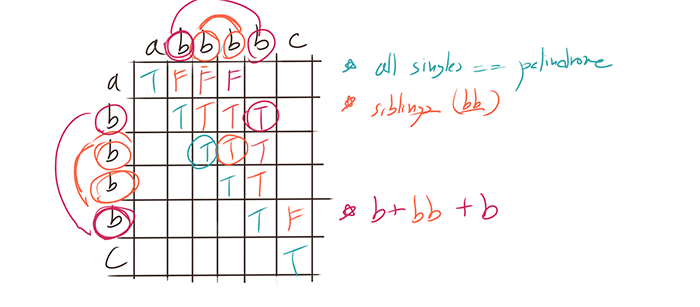 a b b b b c
a T F F F
b T T T T
b T T T
b T T
b T F
c T
* all singles == palindrome
* siblings (bb)
* b + bb + b